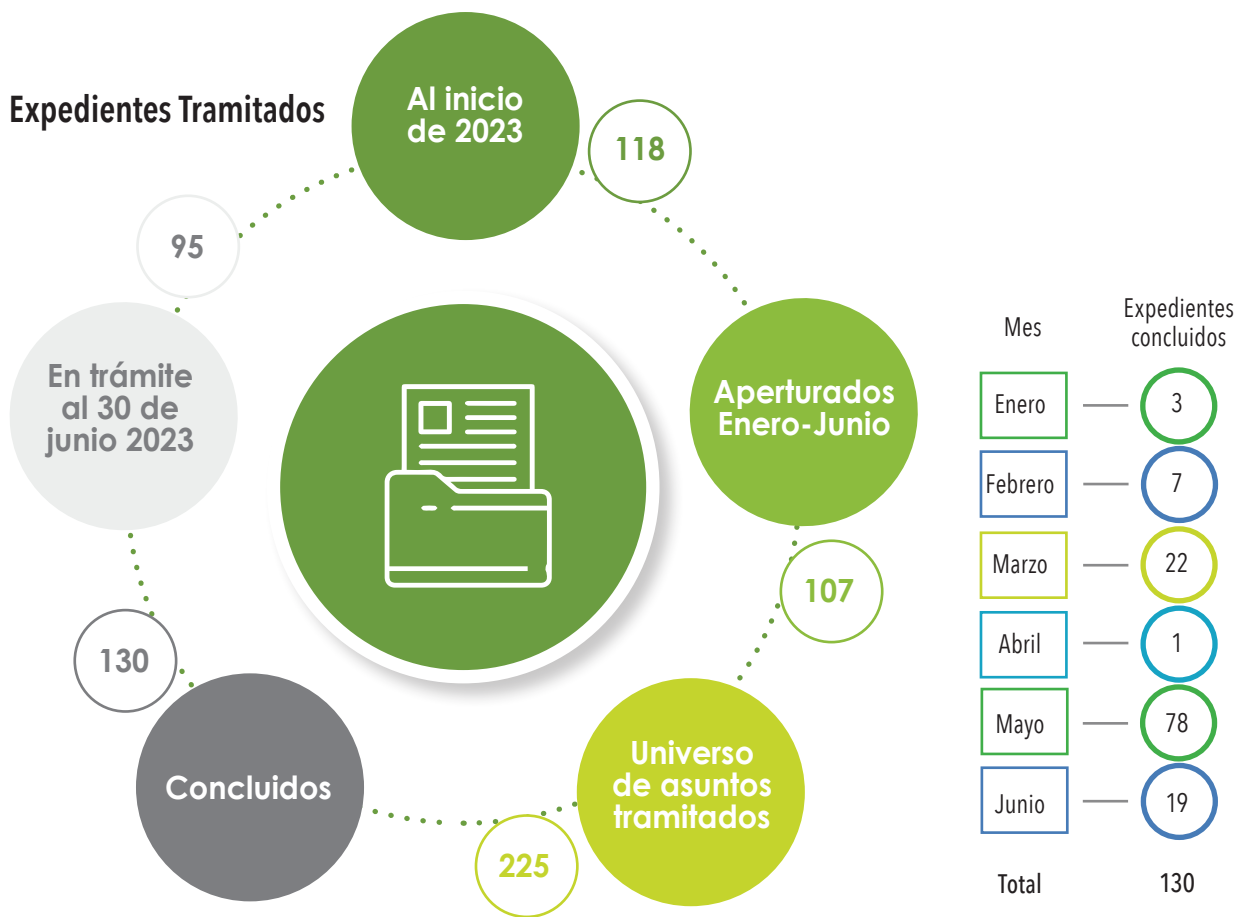 Expedientes Tramitados
Al inicio
de 2023
118
Aperturados
Enero-Junio
107
Universo
de asuntos
tramitados
225
Concluidos
130
En trámite
al 30 de
junio 2023
95
Mes
Expedientes
concluidos
Enero 3
Febrero 7
Marzo 22
Abril 1
Mayo 78
Junio 19
Total 130